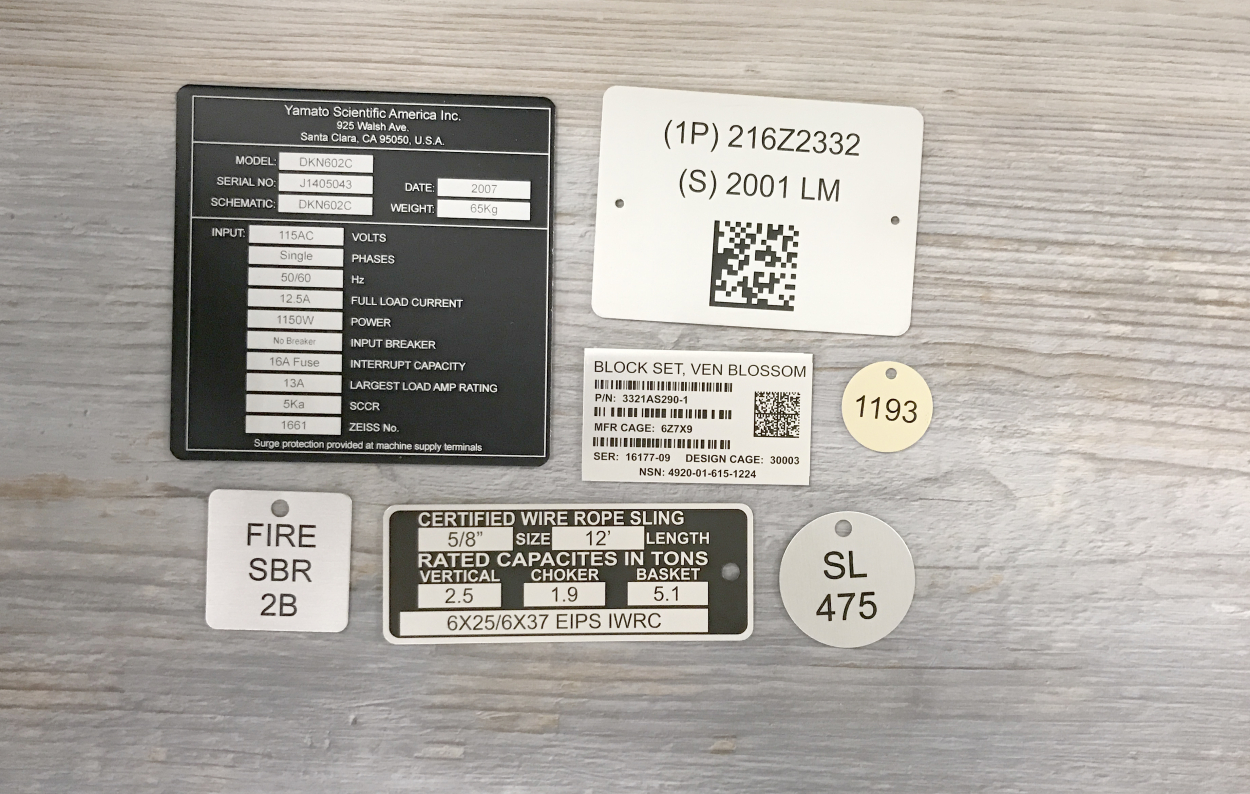 Yamato Scientific America Inc.
925 Walsh Ave.
Santa Clara, CA 95050, U.S.A.
MODEL: DKN602C
SERIAL NO: J1405043 DATE: 2007
SCHEMATIC: DKN602C WEIGHT: 65Kg
INPUT: 115AC VOLTS
Single PHASES
50/60 Hz
12.5A FULL LOAD CURRENT
1150W POWER
No Breaker INPUT BREAKER
16A Fuse INTERRUPT CAPACITY
13A LARGEST LOAD AMP RATING
5Ka SCCR
1661 ZEISS No.
Surge protection provided at machine supply terminals
(1P) 216Z2332
(S) 2001 LM
BLOCK SET, VEN BLOSSOM
P/N: 3321AS290-1
MFR CAGE: 6Z7X9
SER: 16177-09 DESIGN CAGE: 30003
NSN: 4920-01-615-1224
1193
FIRE
SBR
2B
CERTIFIED WIRE ROPE SLING
5/8” SIZE 12’ LENGTH
RATED CAPACITES IN TONS
VERTICAL CHOKER BASKET
2.5 1.9 5.1
6X25/6X37 EIPS IWRC
SL
475